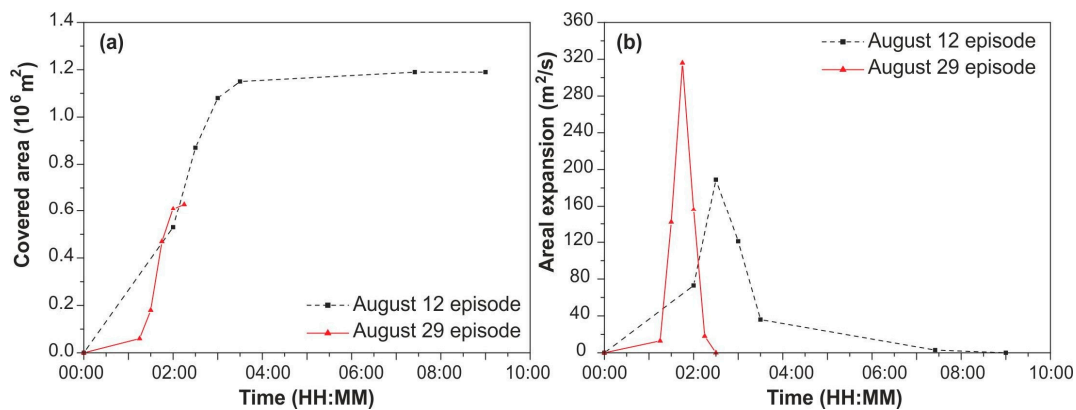 (a)
Covered area (10⁶ m²)
1.4
1.2
1.0
0.8
0.6
0.4
0.2
0.0
August 12 episode
August 29 episode
00:00 02:00 04:00 06:00 08:00 10:00
Time (HH:MM)
(b)
Areal expansion (m²/s)
360
320
280
240
200
160
120
80
40
0
August 12 episode
August 29 episode
00:00 02:00 04:00 06:00 08:00 10:00
Time (HH:MM)